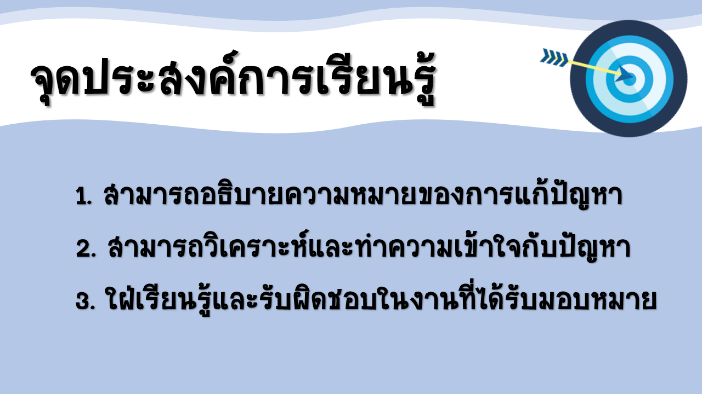 จุดประสงค์การเรียนรู้
1. สามารถอธิบายความหมายของการแก้ปัญหา
2. สามารถวิเคราะห์และทำความเข้าใจกับปัญหา
3. ใฝ่เรียนรู้และรับผิดชอบในงานที่ได้รับมอบหมาย